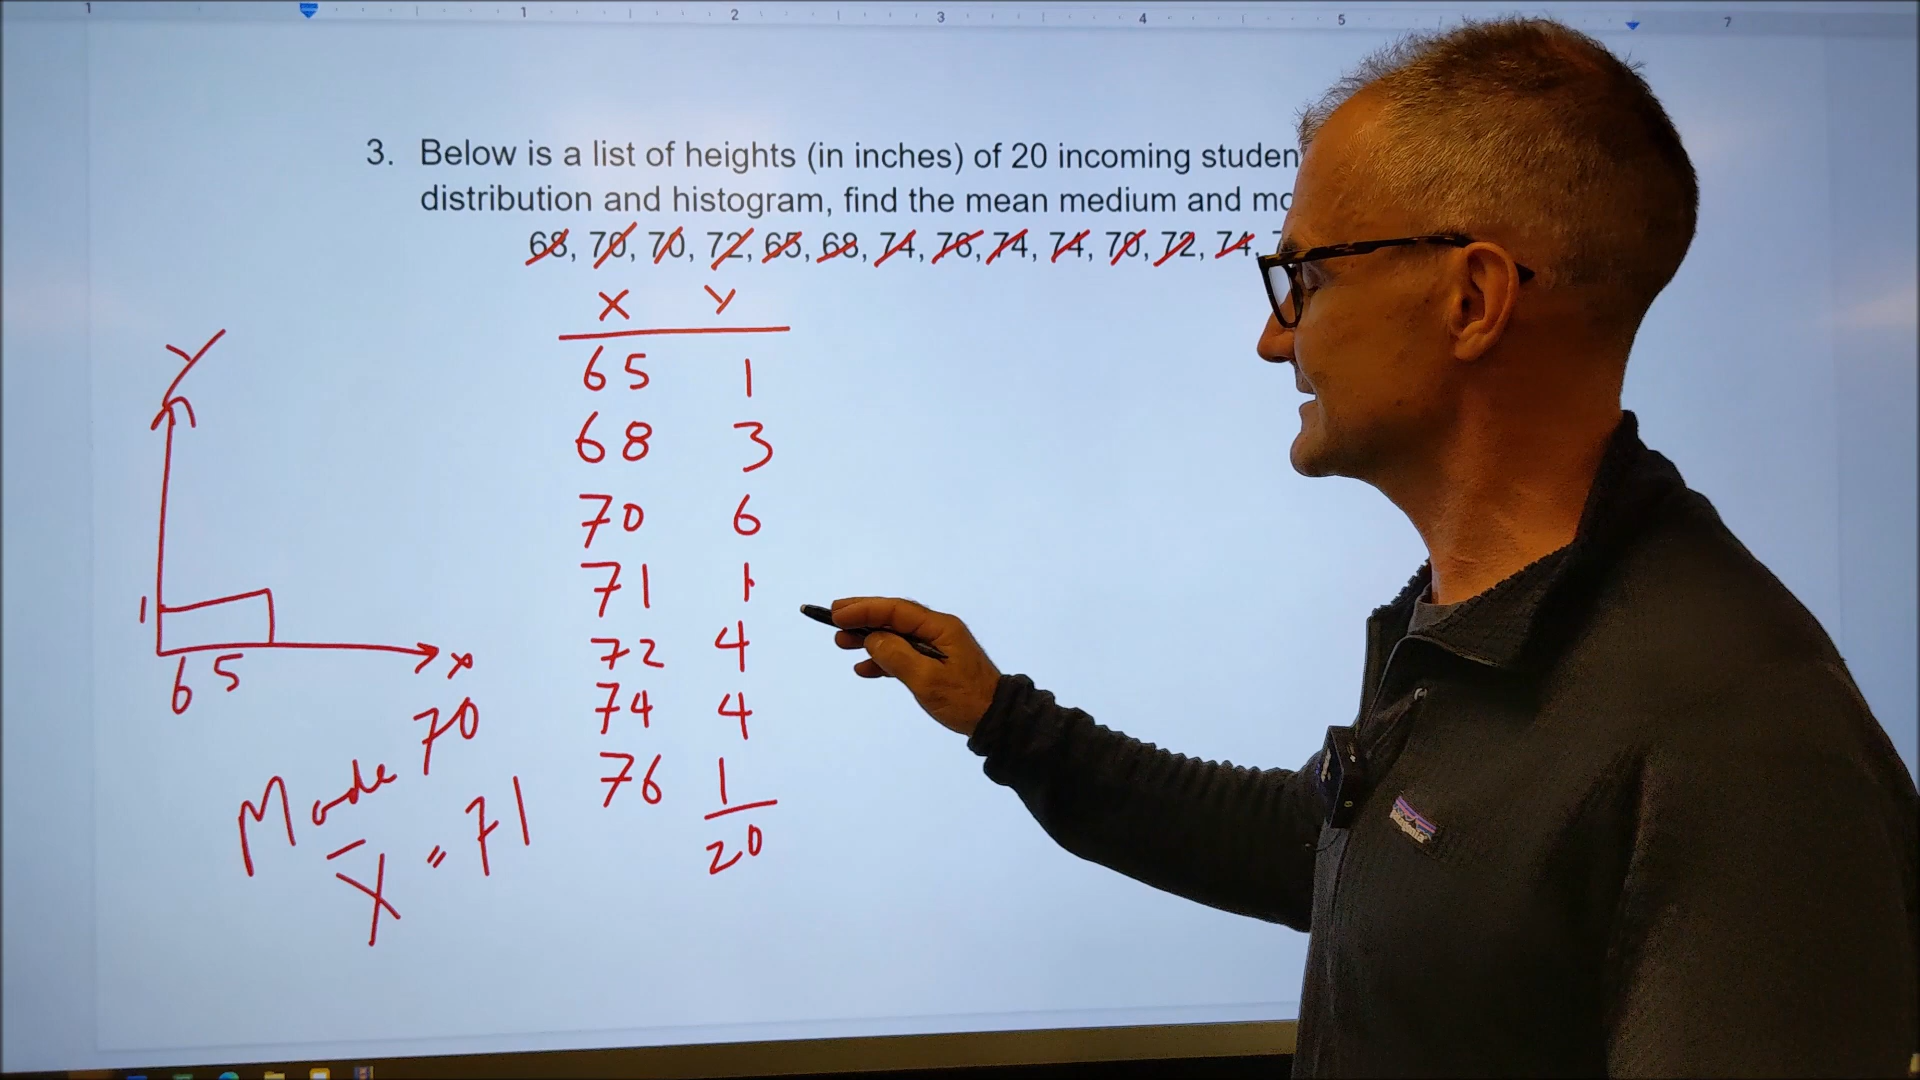 1 1 2 3 4 5 7
3. Below is a list of heights (in inches) of 20 incoming studen
distribution and histogram, find the mean medium and mo
68, 70, 70, 72, 65, 68, 74, 76, 74, 74, 70, 72, 74,
X Y
65 1
68 3
70 6
71 1
72 4
74 4
76 1
20
Y
1
65
x
Mode 70
X = 71
patagonia